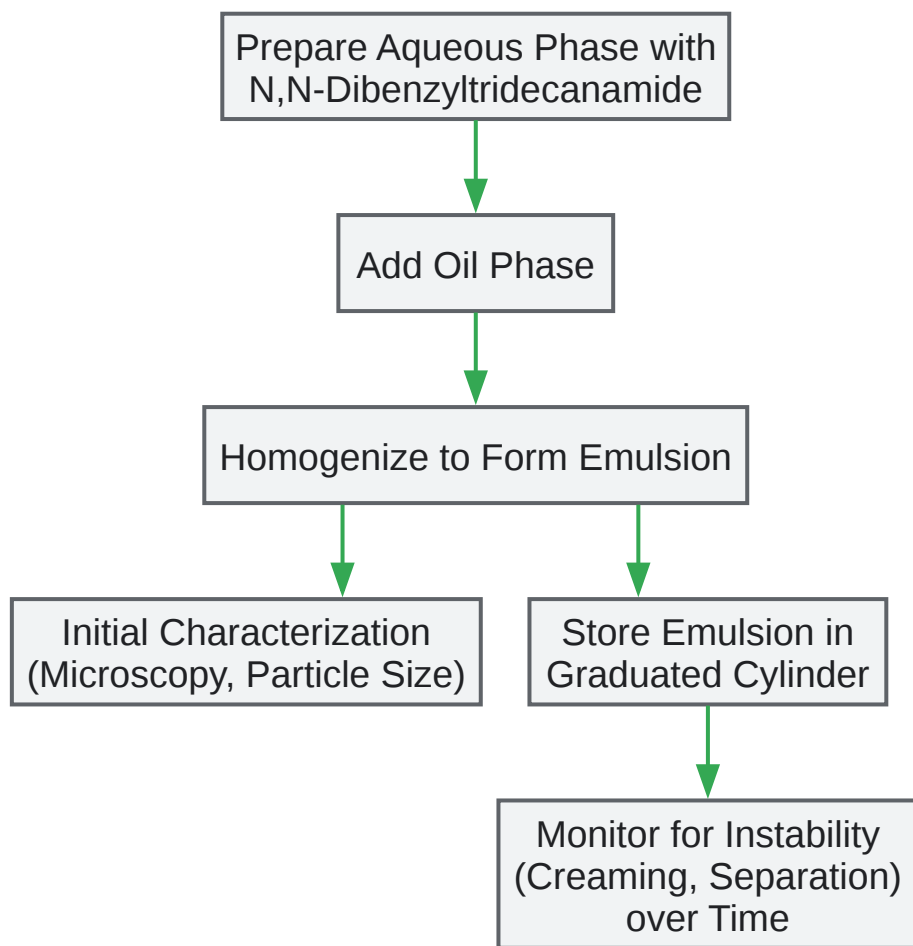 Prepare Aqueous Phase with
N,N-Dibenzyltridecanamide
Add Oil Phase
Homogenize to Form Emulsion
Initial Characterization
(Microscopy, Particle Size)
Store Emulsion in
Graduated Cylinder
Monitor for Instability
(Creaming, Separation)
over Time